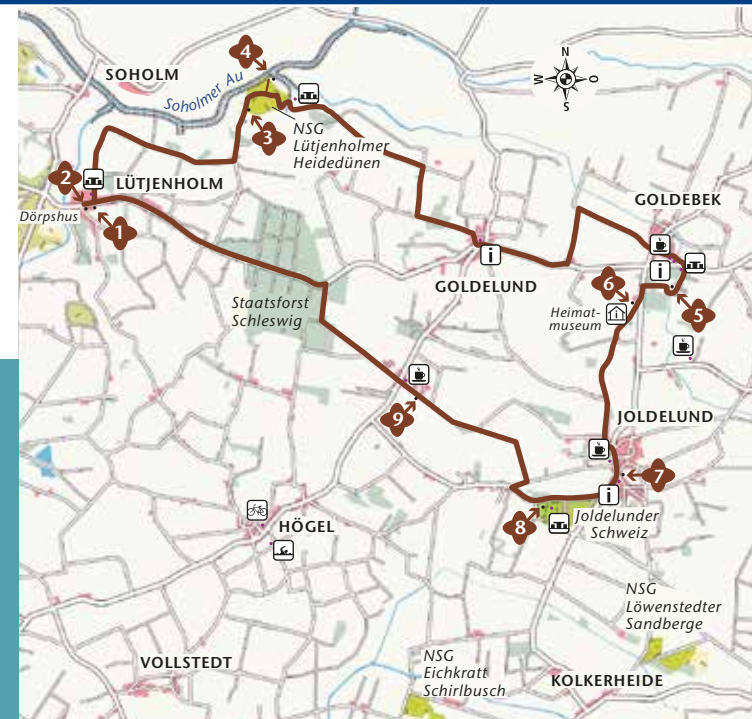 SOHOLM
Soholmer Au
4
N
W
O
S
3
NSG
Lütjenholmer
Heidedünen
2
LÜTJENHOLM
Dörpshus
1
GOLDEBEK
i
GOLDELUND
i
6
5
Heimat-
museum
i
Staatsforst
Schleswig
9
JOLDELUND
7
i
8
Joldelunder
Schweiz
HÖGEL
NSG
Löwenstedter
Sandberge
VOLLSTEDT
NSG
Eichkratt
Schirlbusch
KOLKERHEIDE